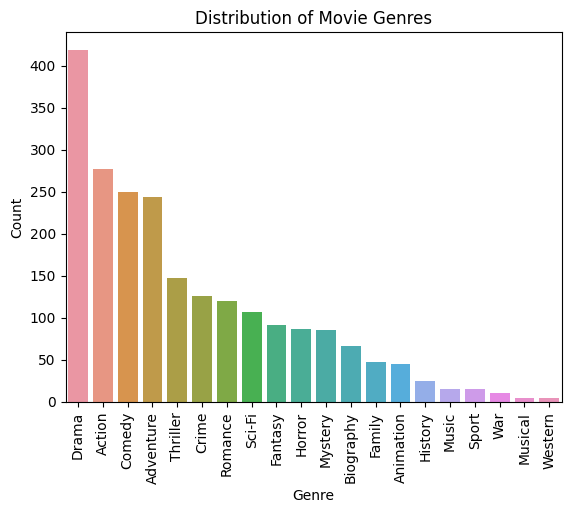 Distribution of Movie Genres
Count
400
350
300
250
200
150
100
50
0
Drama
Action
Comedy
Adventure
Thriller
Crime
Romance
Sci-Fi
Fantasy
Horror
Mystery
Biography
Family
Animation
History
Music
Sport
War
Musical
Western
Genre